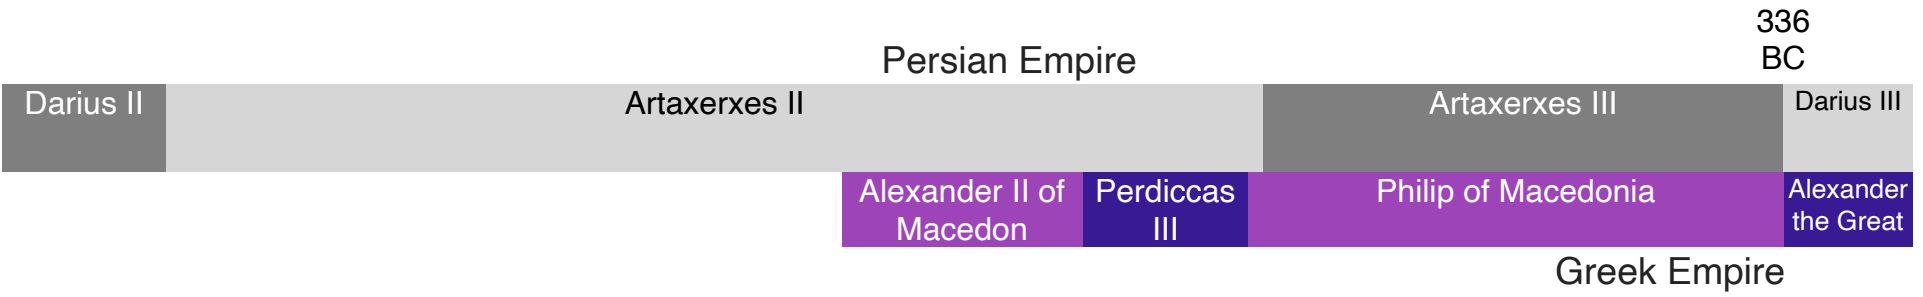 336
BC
Persian Empire
Darius II
Artaxerxes II
Artaxerxes III
Darius III
Alexander II of
Macedon
Perdiccas
III
Philip of Macedonia
Alexander
the Great
Greek Empire